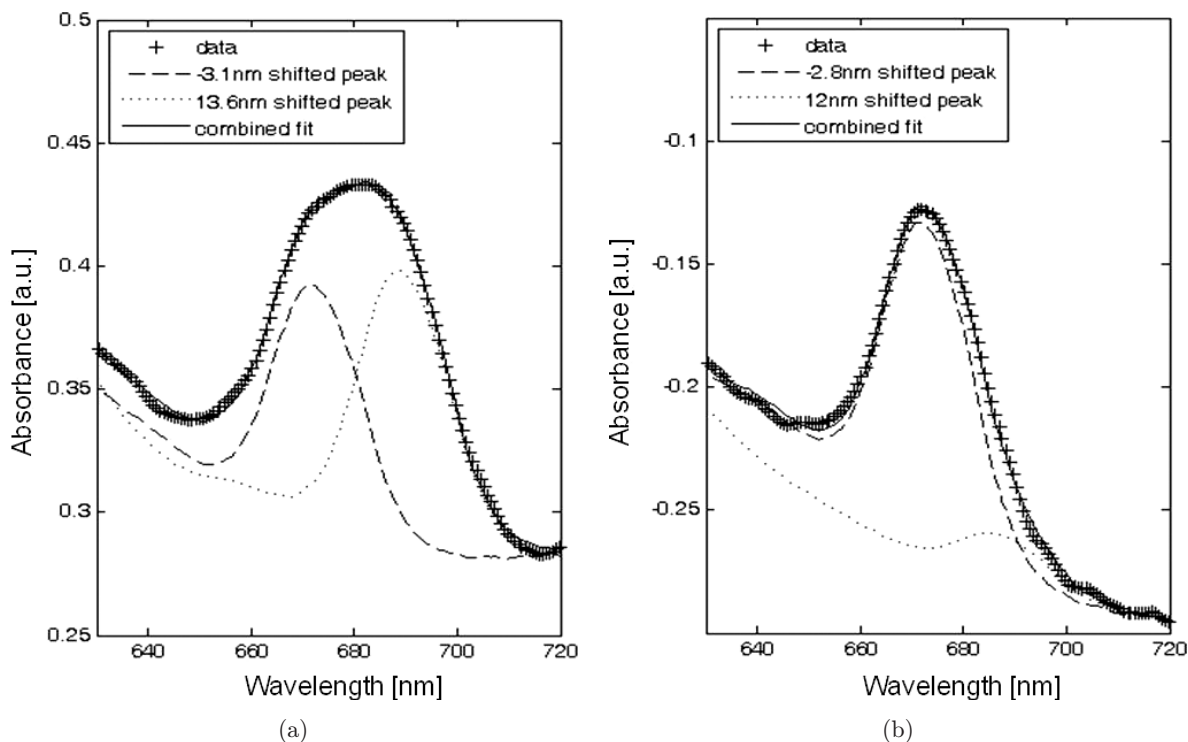 0.5
0.45
0.4
0.35
0.3
0.25
Absorbance [a.u.]
data
-3.1nm shifted peak
13.6nm shifted peak
combined fit
640
660
680
700
720
Wavelength [nm]
(a)
-0.1
-0.15
-0.2
-0.25
Absorbance [a.u.]
data
-2.8nm shifted peak
12nm shifted peak
combined fit
640
660
680
700
720
Wavelength [nm]
(b)